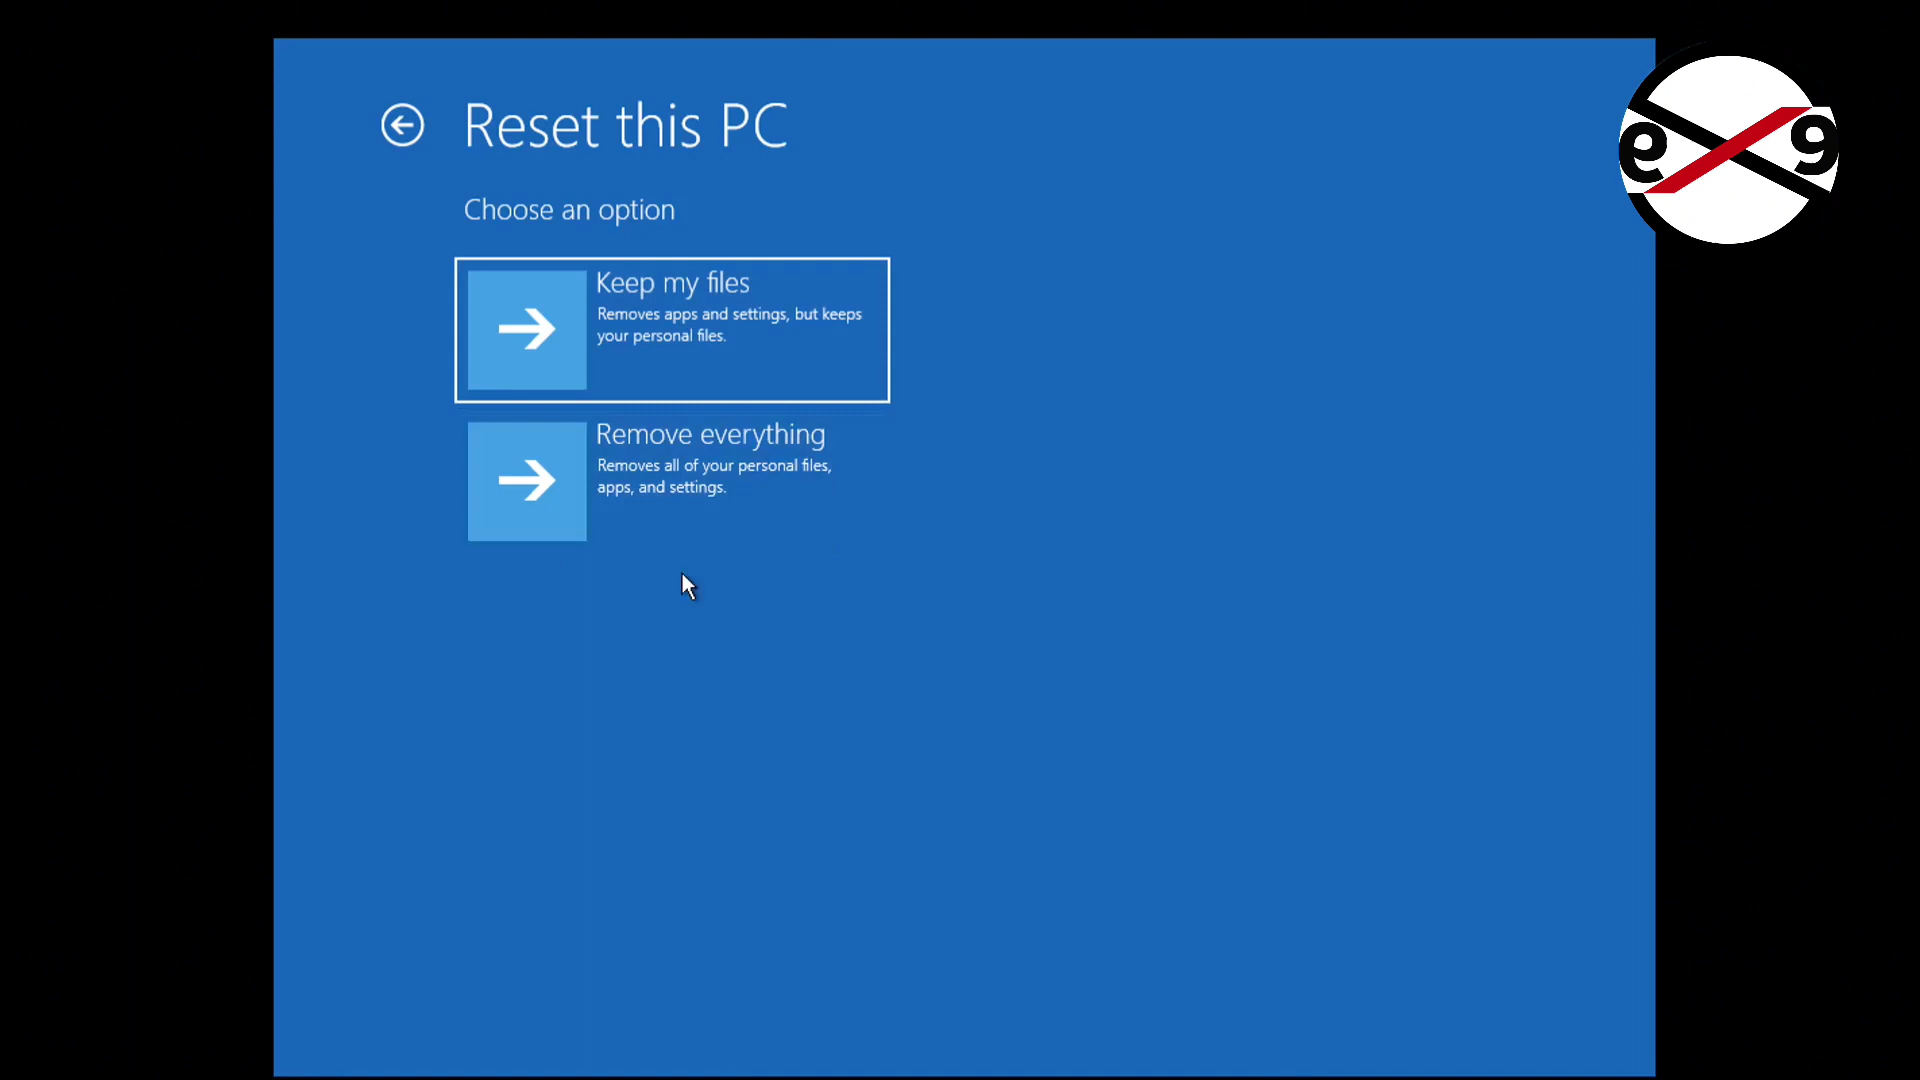 Reset this PC
Choose an option
Keep my files
Removes apps and settings, but keeps
your personal files.
Remove everything
Removes all of your personal files,
apps, and settings.
e 9